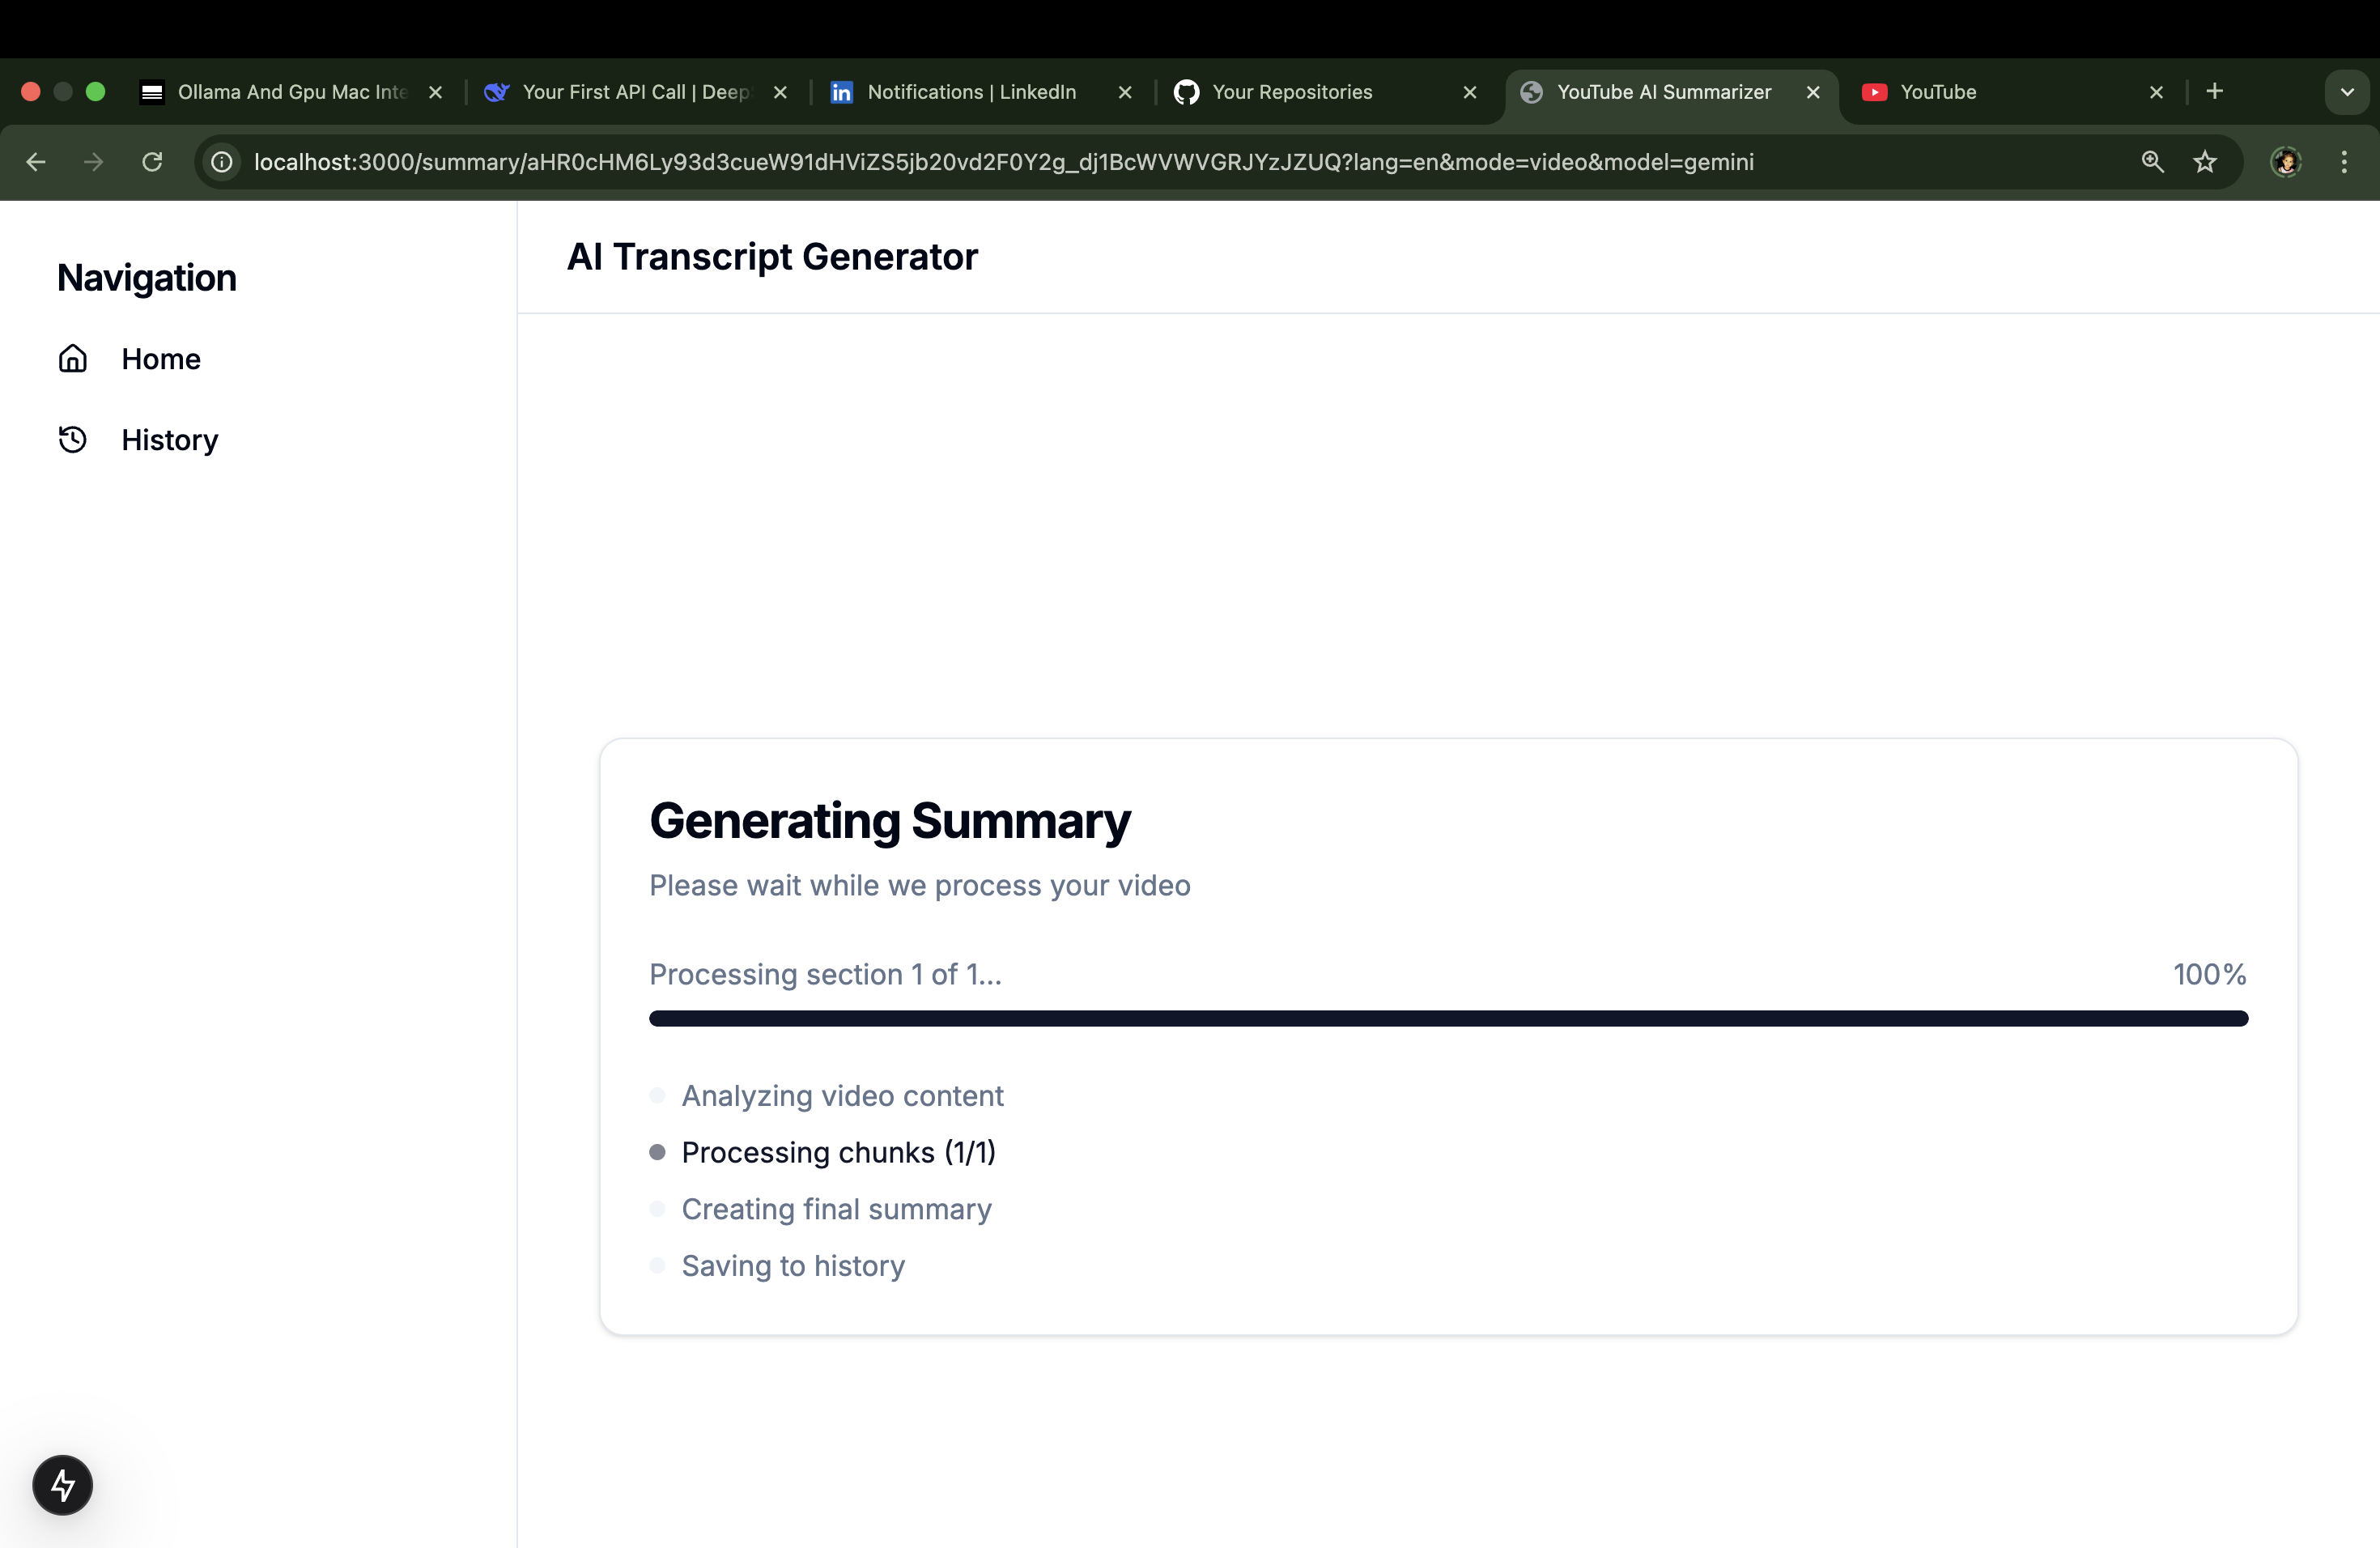 Ollama And Gpu Mac Inte
Your First API Call | Deep
in Notifications | LinkedIn
Your Repositories
YouTube AI Summarizer
YouTube
localhost:3000/summary/aHR0cHM6Ly93d3cueW91dHViZS5jb20vd2F0Y2g_dj1BcWVWVGRJYzJZUQ?lang=en&mode=video&model=gemini
Navigation
Home
History
AI Transcript Generator
Generating Summary
Please wait while we process your video
Processing section 1 of 1...
100%
Analyzing video content
Processing chunks (1/1)
Creating final summary
Saving to history